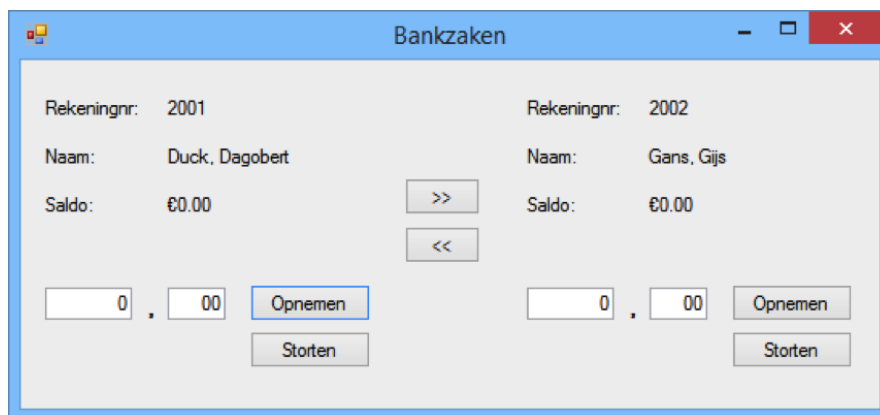 Bankzaken
Rekeningnr: 2001
Naam: Duck, Dagobert
Saldo: €0.00
>>
<<
0 , 00 Opnemen
Storten
Rekeningnr: 2002
Naam: Gans, Gijs
Saldo: €0.00
0 , 00 Opnemen
Storten